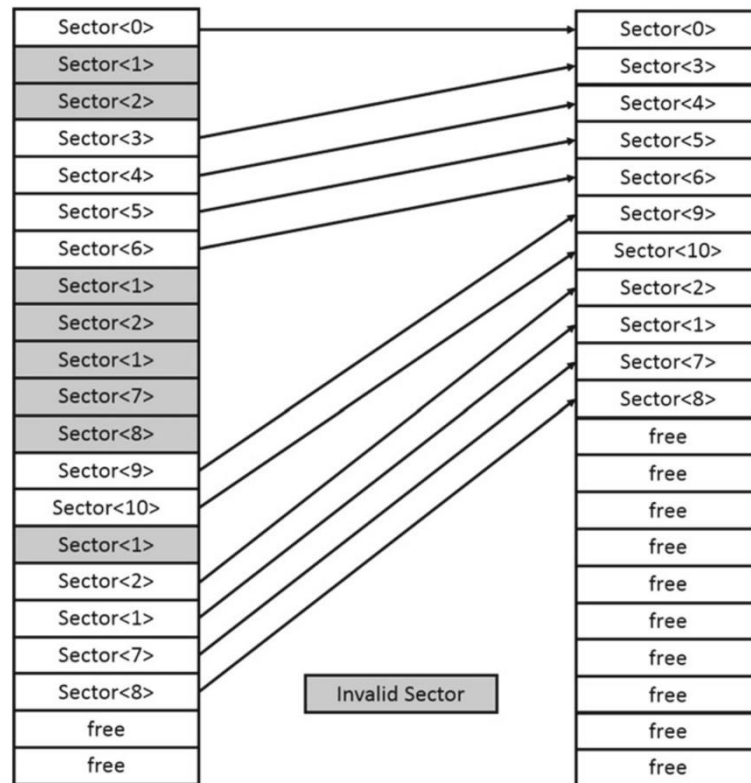 Sector<0>
Sector<1>
Sector<2>
Sector<3>
Sector<4>
Sector<5>
Sector<6>
Sector<1>
Sector<2>
Sector<1>
Sector<7>
Sector<8>
Sector<9>
Sector<10>
Sector<1>
Sector<2>
Sector<1>
Sector<7>
Sector<8>
free
free
Invalid Sector
Sector<0>
Sector<3>
Sector<4>
Sector<5>
Sector<6>
Sector<9>
Sector<10>
Sector<2>
Sector<1>
Sector<7>
Sector<8>
free
free
free
free
free
free
free
free
free
free